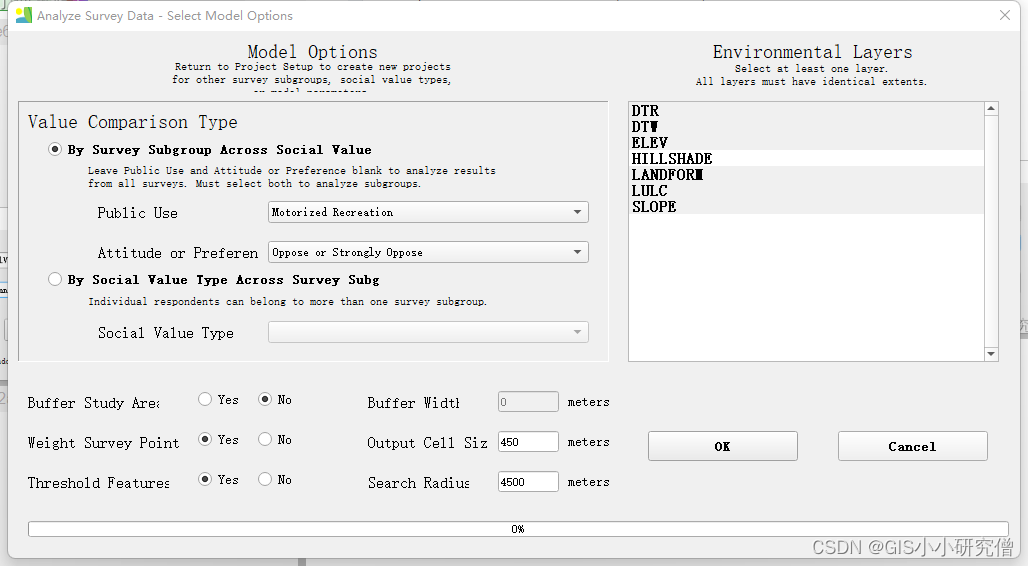 Analyze Survey Data - Select Model Options
Model Options
Return to Project Setup to create new projects
for other survey subgroups, social value types,
Environmental Layers
Select at least one layer.
All layers must have identical extents.
Value Comparison Type
By Survey Subgroup Across Social Value
Leave Public Use and Attitude or Preference blank to analyze results
from all surveys. Must select both to analyze subgroups.
Public Use
Motorized Recreation
Attitude or Preferen
Oppose or Strongly Oppose
By Social Value Type Across Survey Subg
Individual respondents can belong to more than one survey subgroup.
Social Value Type
DTR
DTW
ELEV
HILLSHADE
LANDFORM
LULC
SLOPE
Buffer Study Area
Yes
No
Buffer Width
0
meters
Weight Survey Point
Yes
No
Output Cell Siz
450
meters
Threshold Features
Yes
No
Search Radius
4500
meters
OK
Cancel
0%
CSDN @GIS小小研究僧